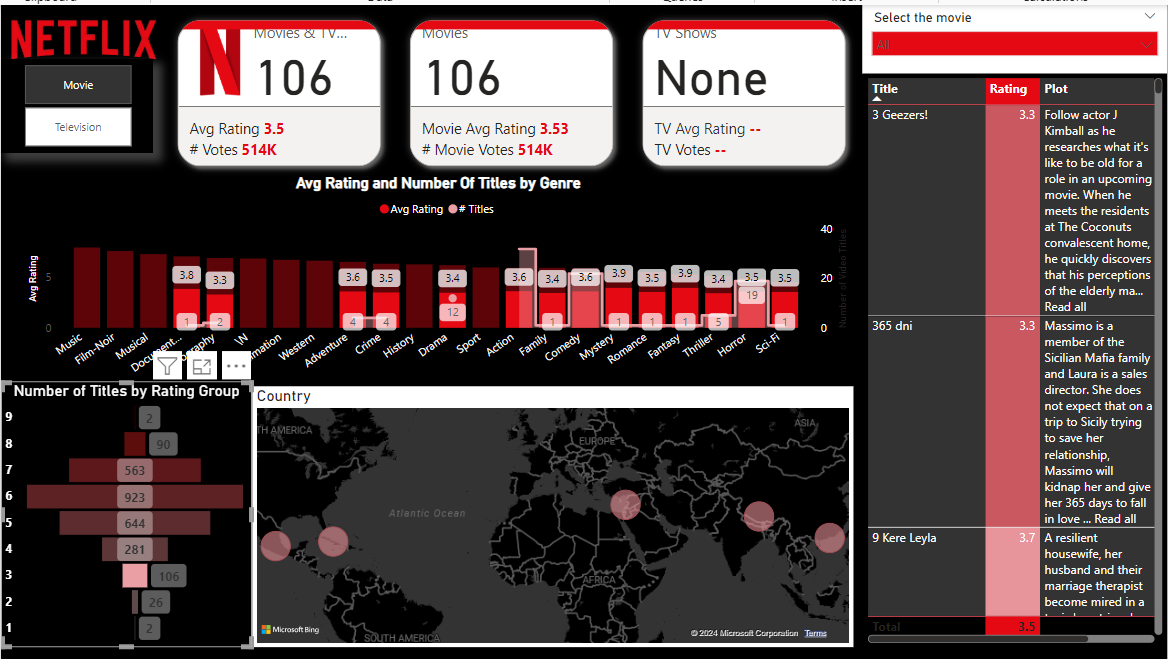 Data
NETFLIX
Movie
Television
Movies & TV...
106
Avg Rating 3.5
# Votes 514K
Movies
106
Movie Avg Rating 3.53
# Movie Votes 514K
TV Shows
None
TV Avg Rating --
TV Votes --
Select the movie
All
Title
Rating
Plot
3 Geezers!
3.3
Follow actor J
Kimball as he
researches what it's
like to be old for a
role in an upcoming
movie. When he
meets the residents
at The Coconuts
convalescent home,
he quickly discovers
that his perceptions
of the elderly ma...
Read all
365 dni
3.3
Massimo is a
member of the
Sicilian Mafia family
and Laura is a sales
director. She does
not expect that on a
trip to Sicily trying
to save her
relationship,
Massimo will
kidnap her and give
her 365 days to fall
in love ... Read all
9 Kere Leyla
3.7
A resilient
housewife, her
husband and their
marriage therapist
become mired in a
Total
3.5
Avg Rating and Number Of Titles by Genre
Avg Rating
# Titles
Avg Rating
5
0
40
20
0
Number of Video Titles
3.8
3.3
3.6
3.5
3.4
3.6
3.4
3.6
3.9
3.5
3.9
3.4
3.5
3.5
1
2
4
4
12
1
1
1
1
5
19
1
Music
Film-Noir
Musical
Document...
Adventure
Crime
History
Drama
Sport
Action
Family
Comedy
Mystery
Romance
Fantasy
Thriller
Horror
Sci-Fi
Western
Number of Titles by Rating Group
9
2
8
90
7
563
6
923
5
644
4
281
3
106
2
26
1
2
Country
TH AMERICA
EUROPE
ASIA
Atlantic Ocean
AFRICA
SOUTH AMERICA
Microsoft Bing
© 2024 Microsoft Corporation Terms